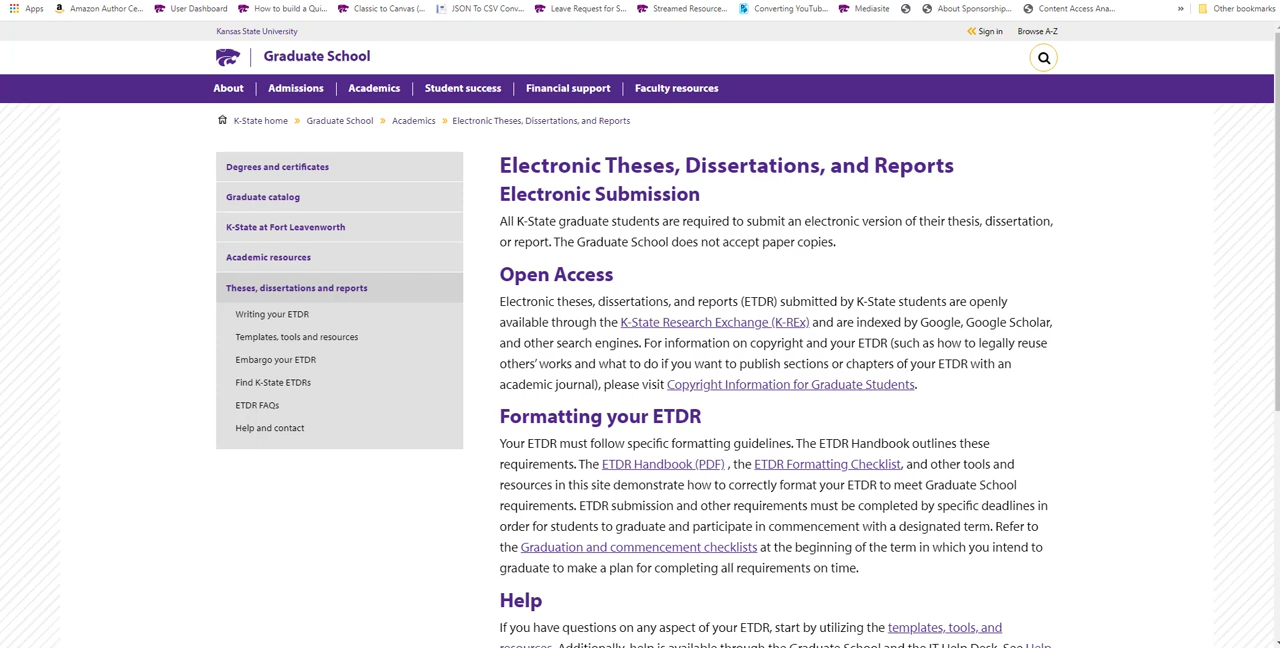 Apps Amazon Author Ce... User Dashboard How to build a Qui... Classic to Canvas (... JSON To CSV Conv... Leave Request for S... Streamed Resource... Converting YouTub... Mediasite About Sponsorship... Content Access Ana... » Other bookmarks
Kansas State University Sign in Browse A-Z
Graduate School
About Admissions Academics Student success Financial support Faculty resources
K-State home » Graduate School » Academics » Electronic Theses, Dissertations, and Reports
Degrees and certificates
Graduate catalog
K-State at Fort Leavenworth
Academic resources
Theses, dissertations and reports
Writing your ETDR
Templates, tools and resources
Embargo your ETDR
Find K-State ETDRs
ETDR FAQs
Help and contact
Electronic Theses, Dissertations, and Reports
Electronic Submission
All K-State graduate students are required to submit an electronic version of their thesis, dissertation,
or report. The Graduate School does not accept paper copies.
Open Access
Electronic theses, dissertations, and reports (ETDR) submitted by K-State students are openly
available through the K-State Research Exchange (K-REx) and are indexed by Google, Google Scholar,
and other search engines. For information on copyright and your ETDR (such as how to legally reuse
others' works and what to do if you want to publish sections or chapters of your ETDR with an
academic journal), please visit Copyright Information for Graduate Students.
Formatting your ETDR
Your ETDR must follow specific formatting guidelines. The ETDR Handbook outlines these
requirements. The ETDR Handbook (PDF) , the ETDR Formatting Checklist, and other tools and
resources in this site demonstrate how to correctly format your ETDR to meet Graduate School
requirements. ETDR submission and other requirements must be completed by specific deadlines in
order for students to graduate and participate in commencement with a designated term. Refer to
the Graduation and commencement checklists at the beginning of the term in which you intend to
graduate to make a plan for completing all requirements on time.
Help
If you have questions on any aspect of your ETDR, start by utilizing the templates, tools, and
resources. Additionally, help is available through the Graduate School and the IT Help Desk. See Help